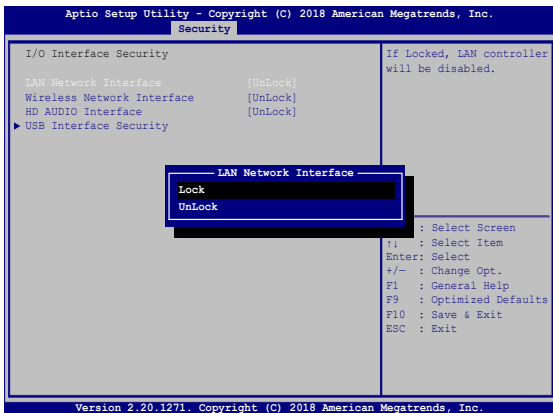 Aptio Setup Utility - Copyright (C) 2018 American Megatrends, Inc.
Security
I/O Interface Security
LAN Network Interface [UnLock]
Wireless Network Interface [UnLock]
HD AUDIO Interface [UnLock]
USB Interface Security
If Locked, LAN controller
will be disabled.
LAN Network Interface
Lock
UnLock
: Select Screen
↑↓ : Select Item
Enter: Select
+/— : Change Opt.
F1 : General Help
F9 : Optimized Defaults
F10 : Save & Exit
ESC : Exit
Version 2.20.1271. Copyright (C) 2018 American Megatrends, Inc.